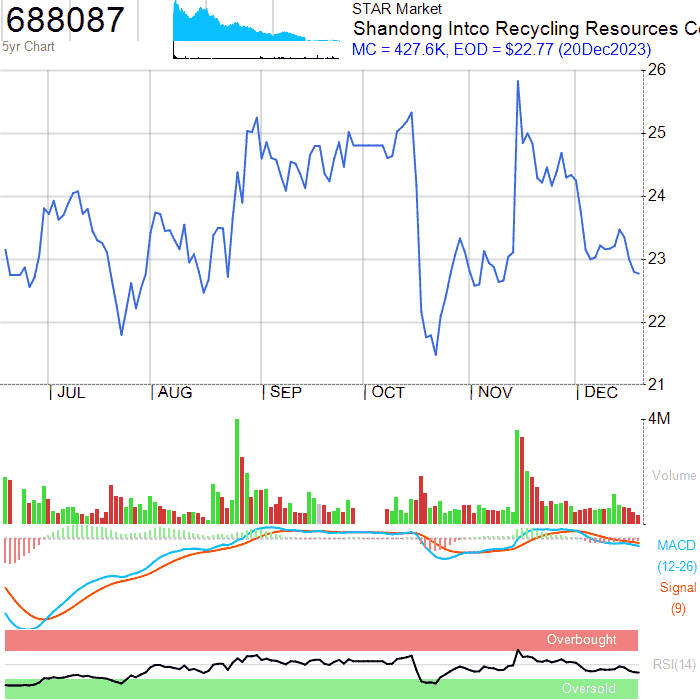 688087
5yr Chart
STAR Market
Shandong Intco Recycling Resources Co
MC = 427.6K, EOD = $22.77 (20Dec2023)
26
25
24
23
22
21
JUL AUG SEP OCT NOV DEC
4M
Volume
MACD
(12-26)
Signal
(9)
Overbought
RSI(14)
Oversold